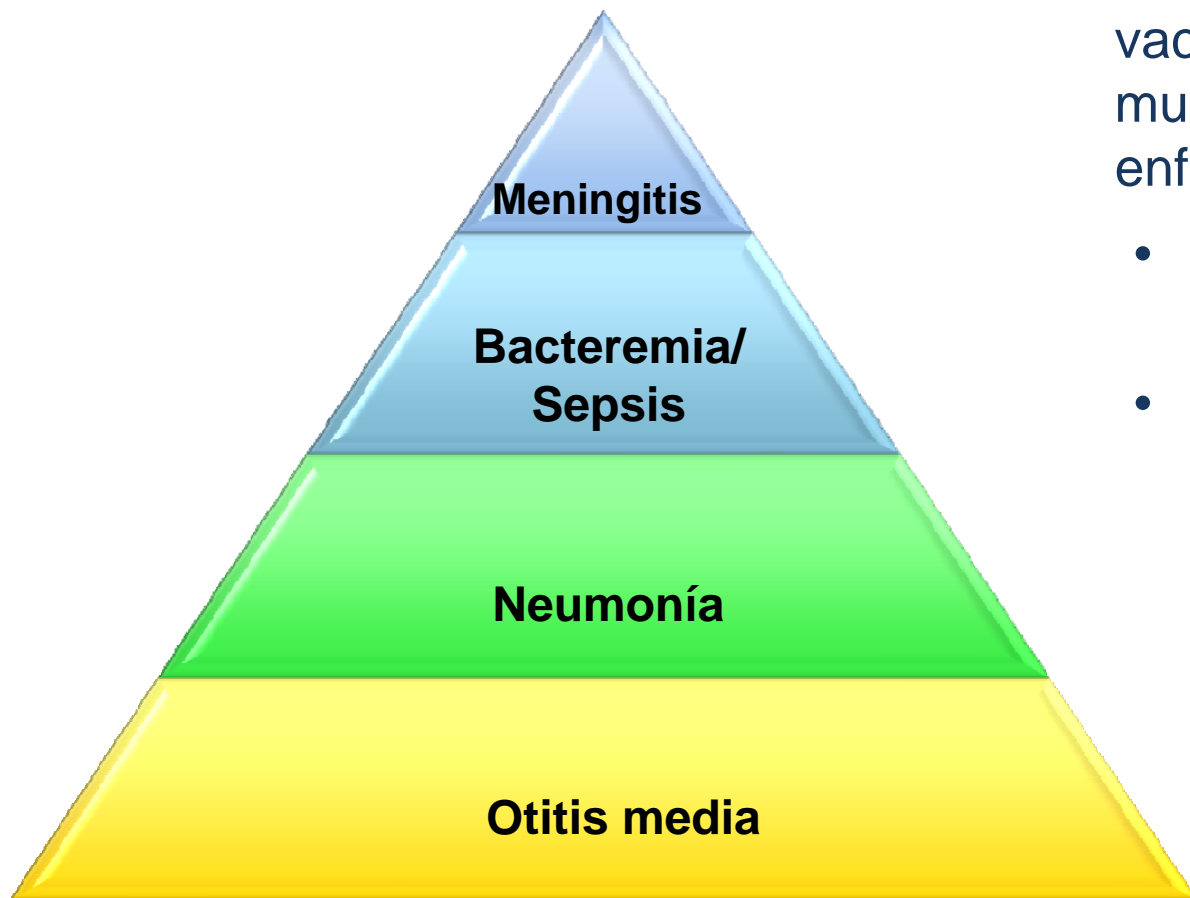 Meningitis
Bacteremia/
Sepsis
Neumonía
Otitis media
•
•